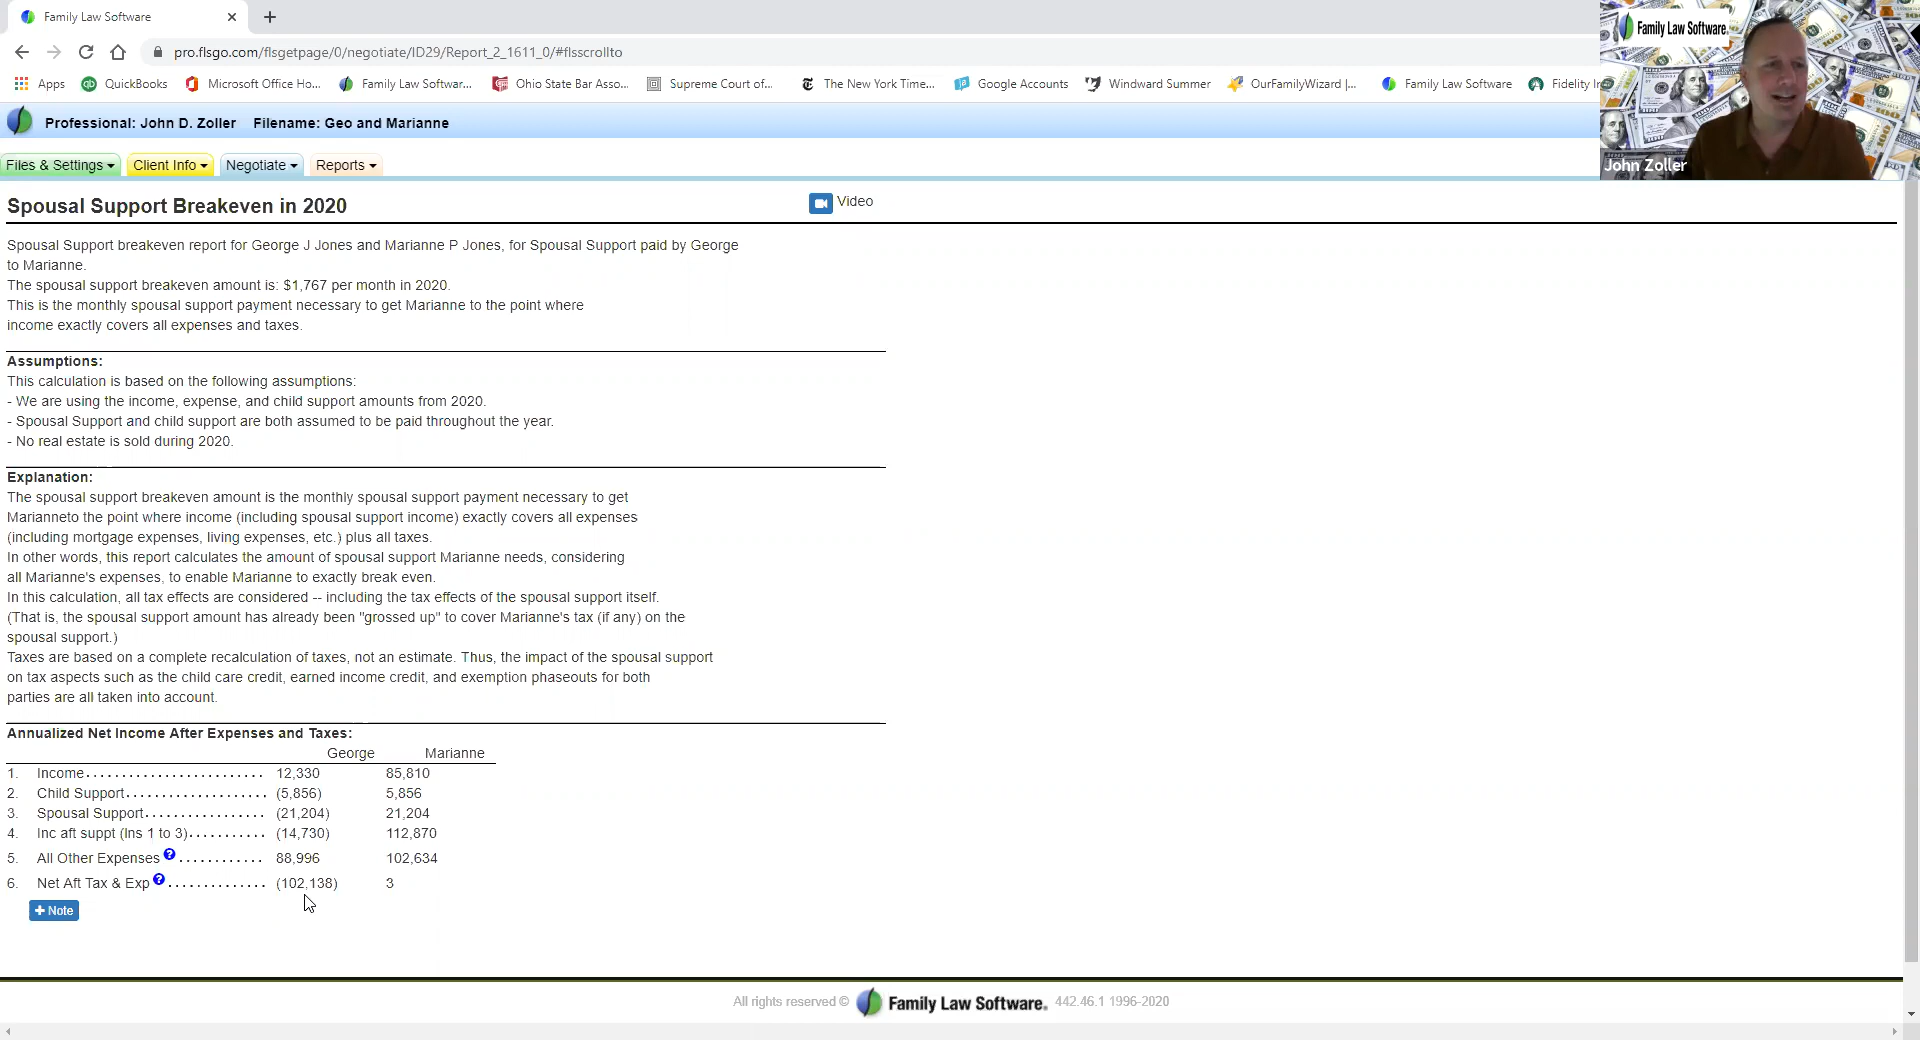 Family Law Software
pro.flsgo.com/flsgetpage/0/negotiate/ID29/Report_2_1611_0/#flsscrollto
Apps QuickBooks Microsoft Office Ho... Family Law Softwar... Ohio State Bar Asso... Supreme Court of... The New York Time... Google Accounts Windward Summer OurFamilyWizard |... Family Law Software Fidelity
Family Law Software.
John Zoller
Professional: John D. Zoller Filename: Geo and Marianne
Files & Settings Client Info Negotiate Reports
Spousal Support Breakeven in 2020
Video
Spousal Support breakeven report for George J Jones and Marianne P Jones, for Spousal Support paid by George
to Marianne.
The spousal support breakeven amount is: $1,767 per month in 2020.
This is the monthly spousal support payment necessary to get Marianne to the point where
income exactly covers all expenses and taxes.
Assumptions:
This calculation is based on the following assumptions:
- We are using the income, expense, and child support amounts from 2020.
- Spousal Support and child support are both assumed to be paid throughout the year.
- No real estate is sold during 2020.
Explanation:
The spousal support breakeven amount is the monthly spousal support payment necessary to get
Marianneto the point where income (including spousal support income) exactly covers all expenses
(including mortgage expenses, living expenses, etc.) plus all taxes.
In other words, this report calculates the amount of spousal support Marianne needs, considering
all Marianne's expenses, to enable Marianne to exactly break even.
In this calculation, all tax effects are considered -- including the tax effects of the spousal support itself.
(That is, the spousal support amount has already been "grossed up" to cover Marianne's tax (if any) on the
spousal support.)
Taxes are based on a complete recalculation of taxes, not an estimate. Thus, the impact of the spousal support
on tax aspects such as the child care credit, earned income credit, and exemption phaseouts for both
parties are all taken into account.
Annualized Net Income After Expenses and Taxes:
George Marianne
1. Income......................... 12,330 85,810
2. Child Support.................... (5,856) 5,856
3. Spousal Support................. (21,204) 21,204
4. Inc aft suppt (lns 1 to 3)........... (14,730) 112,870
5. All Other Expenses ? ............ 88,996 102,634
6. Net Aft Tax & Exp ? .............. (102,138) 3
+ Note
All rights reserved © Family Law Software. 442.46.1 1996-2020